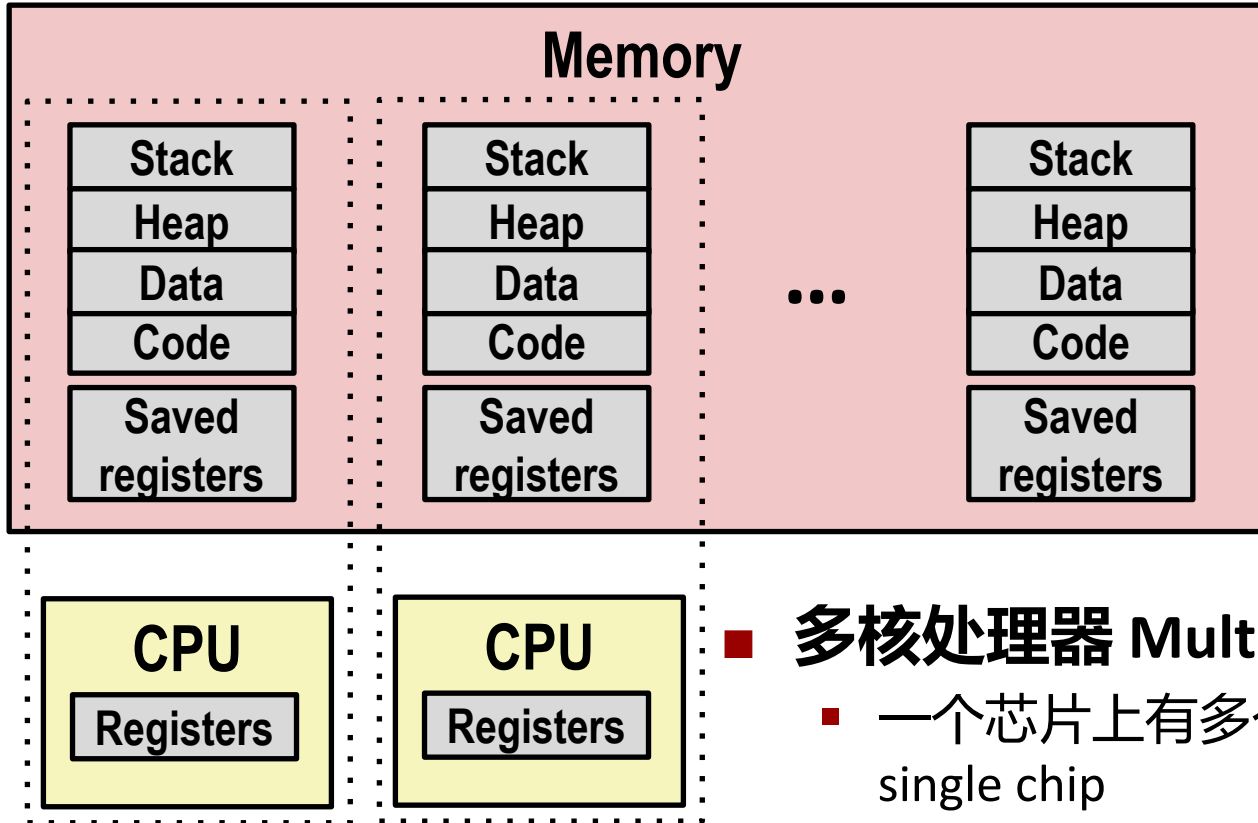 Memory
Stack
Heap
Data
Code
Saved
registers
Stack
Heap
Data
Code
Saved
registers
...
Stack
Heap
Data
Code
Saved
registers
CPU
Registers
CPU
Registers
■ 多核处理器 Mult
▪ 一个芯片上有多
single chip